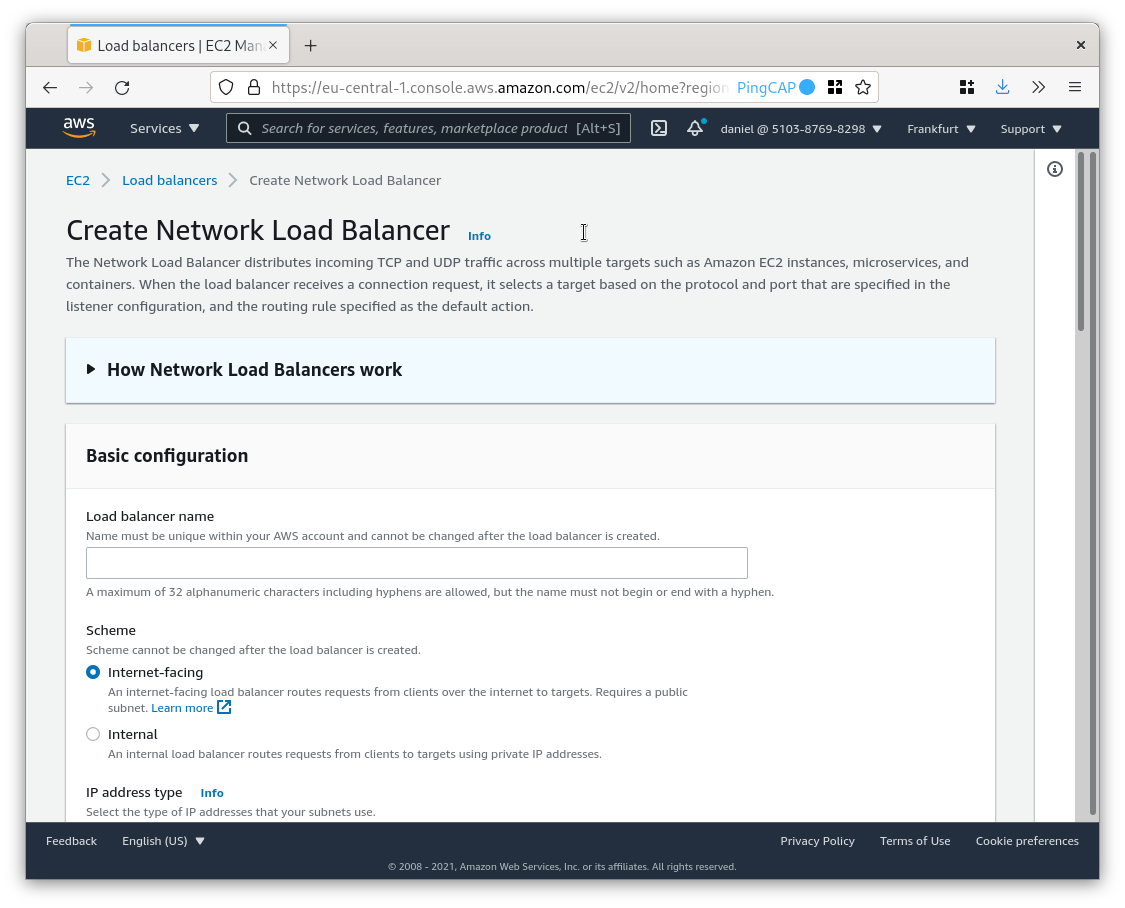 Load balancers | EC2 Man
https://eu-central-1.console.aws.amazon.com/ec2/v2/home?region PingCAP
aws Services Search for services, features, marketplace product [Alt+S] daniel @ 5103-8769-8298 Frankfurt Support
EC2 Load balancers Create Network Load Balancer
Create Network Load Balancer Info
The Network Load Balancer distributes incoming TCP and UDP traffic across multiple targets such as Amazon EC2 instances, microservices, and
containers. When the load balancer receives a connection request, it selects a target based on the protocol and port that are specified in the
listener configuration, and the routing rule specified as the default action.
How Network Load Balancers work
Basic configuration
Load balancer name
Name must be unique within your AWS account and cannot be changed after the load balancer is created.
A maximum of 32 alphanumeric characters including hyphens are allowed, but the name must not begin or end with a hyphen.
Scheme
Scheme cannot be changed after the load balancer is created.
Internet-facing
An internet-facing load balancer routes requests from clients over the internet to targets. Requires a public
subnet. Learn more
Internal
An internal load balancer routes requests from clients to targets using private IP addresses.
IP address type Info
Select the type of IP addresses that your subnets use.
Feedback English (US) Privacy Policy Terms of Use Cookie preferences
© 2008 - 2021, Amazon Web Services, Inc. or its affiliates. All rights reserved.